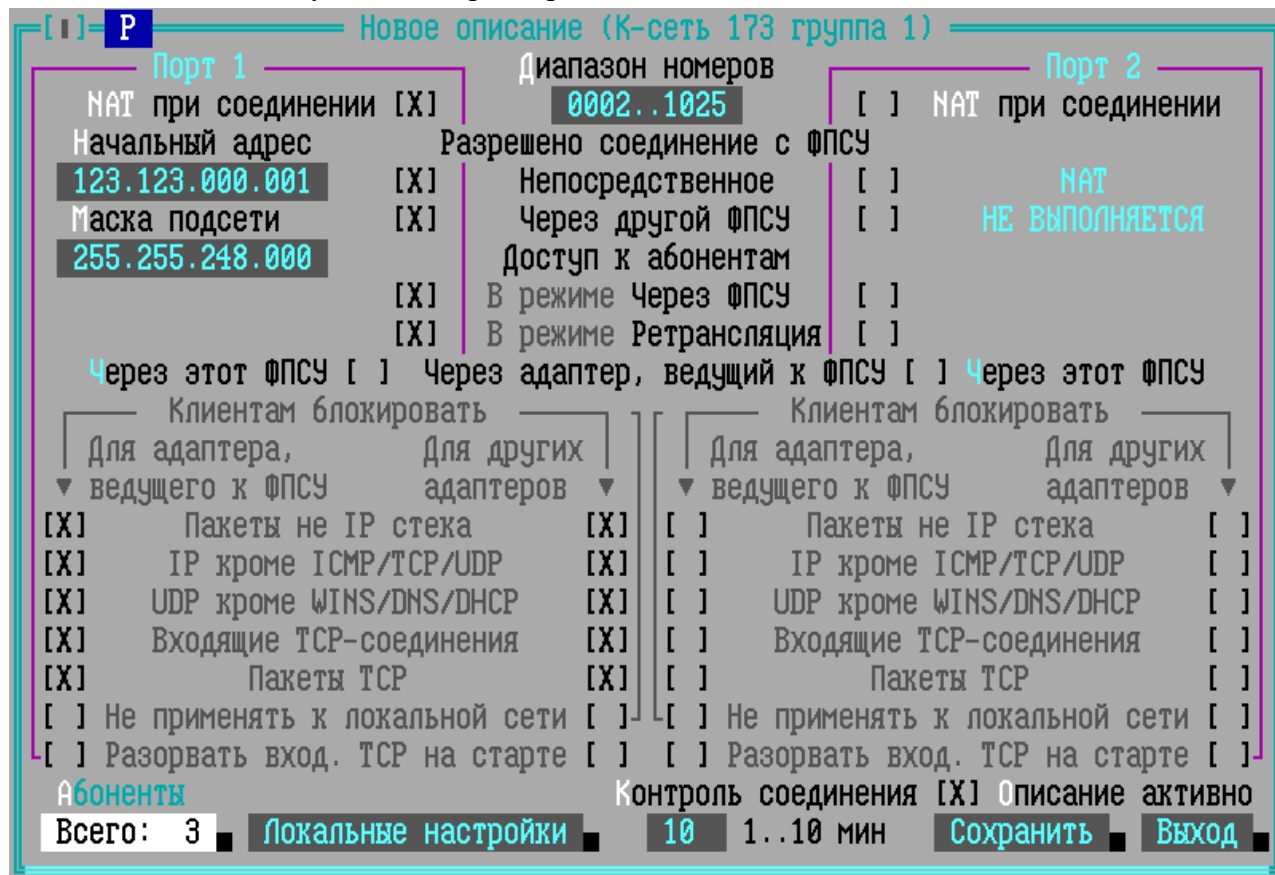 [▮] P Новое описание (К-сеть 173 группа 1)
Порт 1 Диапазон номеров Порт 2
NAT при соединении [X] 0002..1025 [ ] NAT при соединении
Начальный адрес Разрешено соединение с ФПСУ
123.123.000.001 [X] Непосредственное [ ] NAT
Маска подсети [X] Через другой ФПСУ [ ] НЕ ВЫПОЛНЯЕТСЯ
255.255.248.000 Доступ к абонентам
[X] В режиме Через ФПСУ [ ]
[X] В режиме Ретрансляция [ ]
Через этот ФПСУ [ ] Через адаптер, ведущий к ФПСУ [ ] Через этот ФПСУ
Клиентам блокировать Клиентам блокировать
Для адаптера, Для других Для адаптера, Для других
▼ ведущего к ФПСУ адаптеров ▼ ▼ ведущего к ФПСУ адаптеров ▼
[X] Пакеты не IP стека [X] [ ] Пакеты не IP стека [ ]
[X] IP кроме ICMP/TCP/UDP [X] [ ] IP кроме ICMP/TCP/UDP [ ]
[X] UDP кроме WINS/DNS/DHCP [X] [ ] UDP кроме WINS/DNS/DHCP [ ]
[X] Входящие TCP-соединения [X] [ ] Входящие TCP-соединения [ ]
[X] Пакеты TCP [X] [ ] Пакеты TCP [ ]
[ ] Не применять к локальной сети [ ] [ ] Не применять к локальной сети [ ]
[ ] Разорвать вход. TCP на старте [ ] [ ] Разорвать вход. TCP на старте [ ]
Абоненты Контроль соединения [X] Описание активно
Всего: 3 Локальные настройки 10 1..10 мин Сохранить Выход